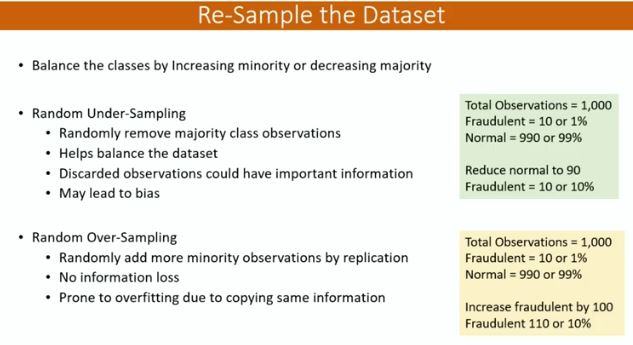 Re-Sample the Dataset
• Balance the classes by Increasing minority or decreasing majority
• Random Under-Sampling
• Randomly remove majority class observations
• Helps balance the dataset
• Discarded observations could have important information
• May lead to bias
Total Observations = 1,000
Fraudulent = 10 or 1%
Normal = 990 or 99%
Reduce normal to 90
Fraudulent = 10 or 10%
• Random Over-Sampling
• Randomly add more minority observations by replication
• No information loss
• Prone to overfitting due to copying same information
Total Observations = 1,000
Fraudulent = 10 or 1%
Normal = 990 or 99%
Increase fraudulent by 100
Fraudulent 110 or 10%